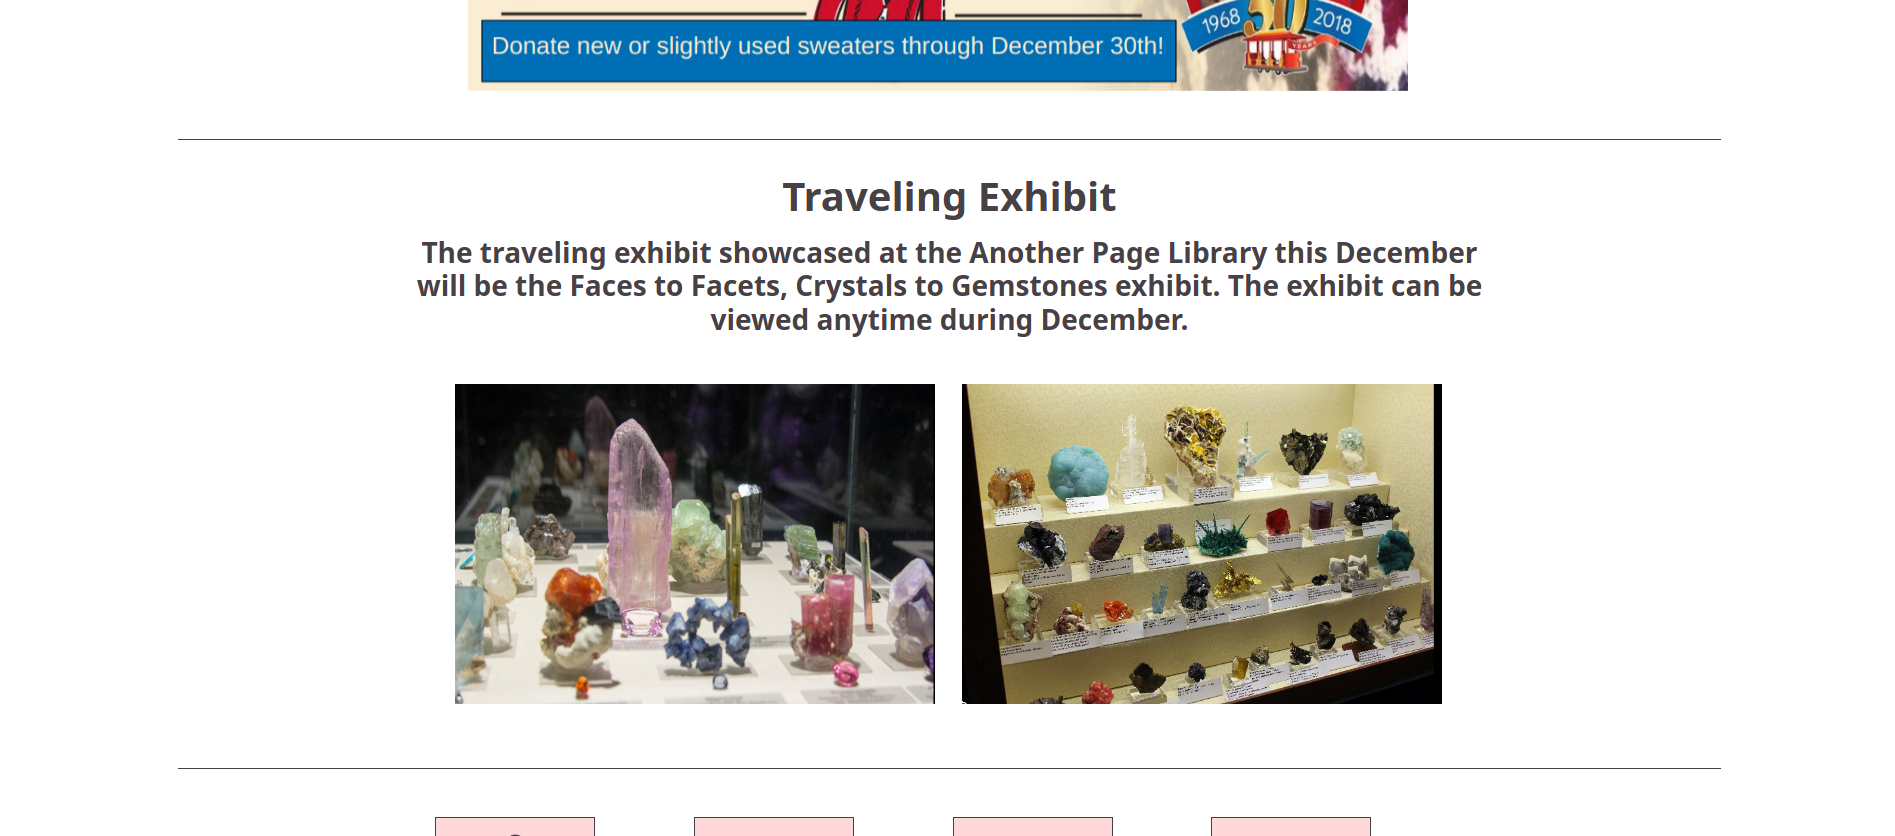 Donate new or slightly used sweaters through December 30th!
1968 50 2018
YEARS
Traveling Exhibit
The traveling exhibit showcased at the Another Page Library this December
will be the Faces to Facets, Crystals to Gemstones exhibit. The exhibit can be
viewed anytime during December.